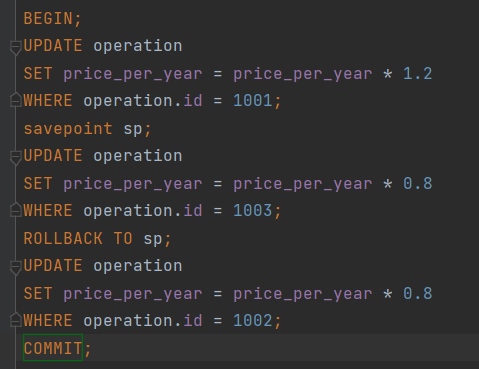 BEGIN;
UPDATE operation
SET price_per_year = price_per_year * 1.2
WHERE operation.id = 1001;
savepoint sp;
UPDATE operation
SET price_per_year = price_per_year * 0.8
WHERE operation.id = 1003;
ROLLBACK TO sp;
UPDATE operation
SET price_per_year = price_per_year * 0.8
WHERE operation.id = 1002;
COMMIT;